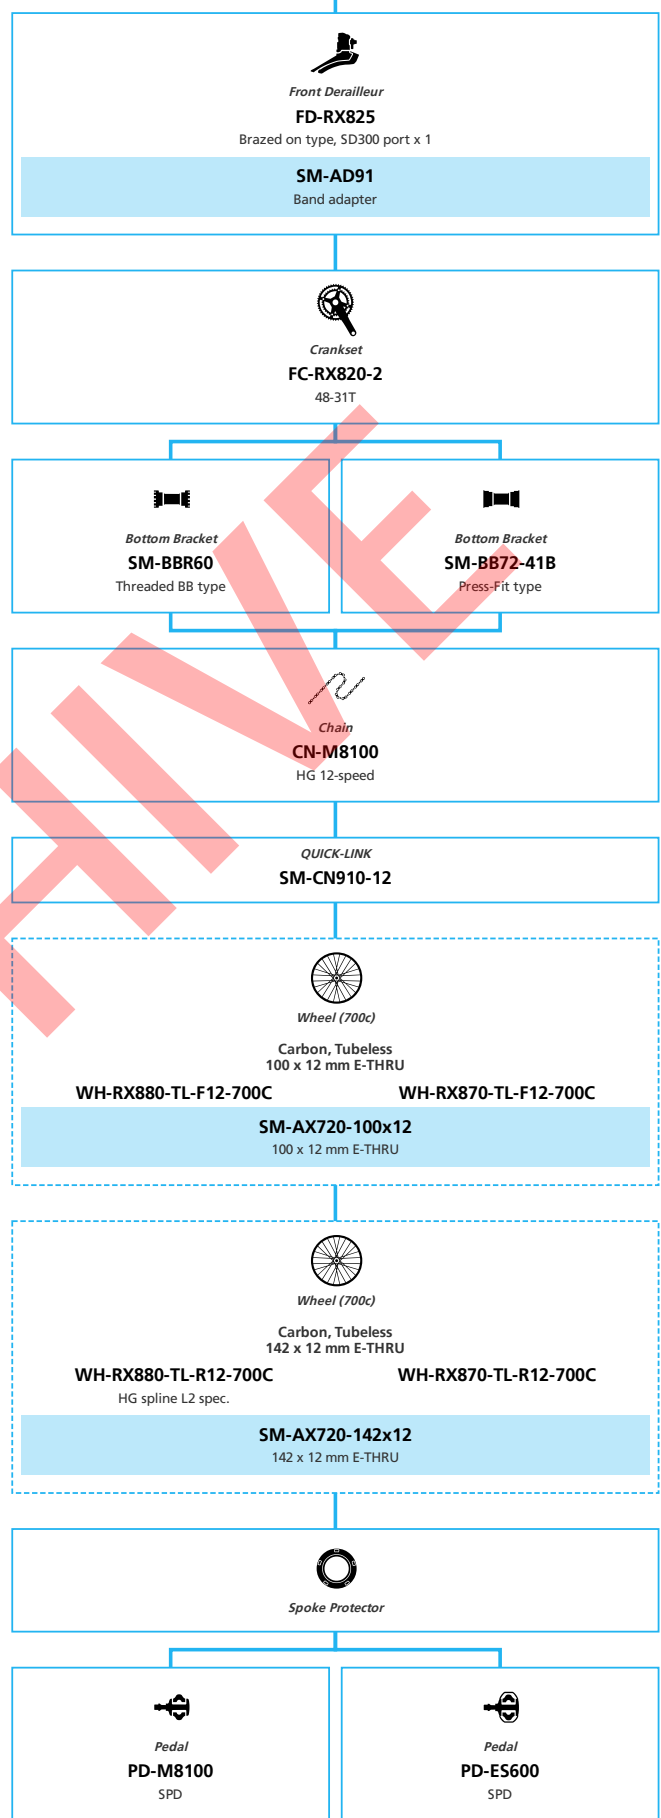 Front Derailleur
FD-RX825
Brazed on type, SD300 port x 1
SM-AD91
Band adapter
Crankset
FC-RX820-2
48-31T
Bottom Bracket
SM-BBR60
Threaded BB type
Bottom Bracket
SM-BB72-41B
Press-Fit type
Chain
CN-M8100
HG 12-speed
QUICK-LINK
SM-CN910-12
Wheel (700c)
Carbon, Tubeless
100 x 12 mm E-THRU
WH-RX880-TL-F12-700C
WH-RX870-TL-F12-700C
SM-AX720-100x12
100 x 12 mm E-THRU
Wheel (700c)
Carbon, Tubeless
142 x 12 mm E-THRU
WH-RX880-TL-R12-700C
HG spline L2 spec.
WH-RX870-TL-R12-700C
SM-AX720-142x12
142 x 12 mm E-THRU
Spoke Protector
Pedal
PD-M8100
SPD
Pedal
PD-ES600
SPD
HIVE